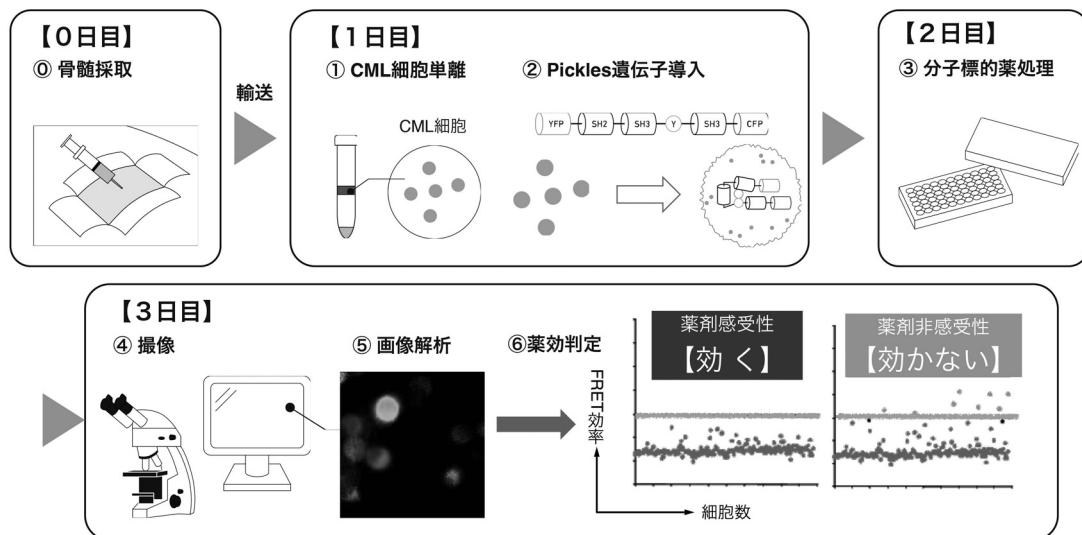 【0日目】
⓪ 骨髄採取
輸送
【1日目】
① CML細胞単離
② Pickles遺伝子導入
CML細胞
YFP
SH2
SH3
Y
SH3
CFP
【2日目】
③ 分子標的薬処理
【3日目】
④ 撮像
⑤ 画像解析
⑥薬効判定
FRET効率
細胞数
薬剤感受性
【効 く】
薬剤非感受性
【効かない】